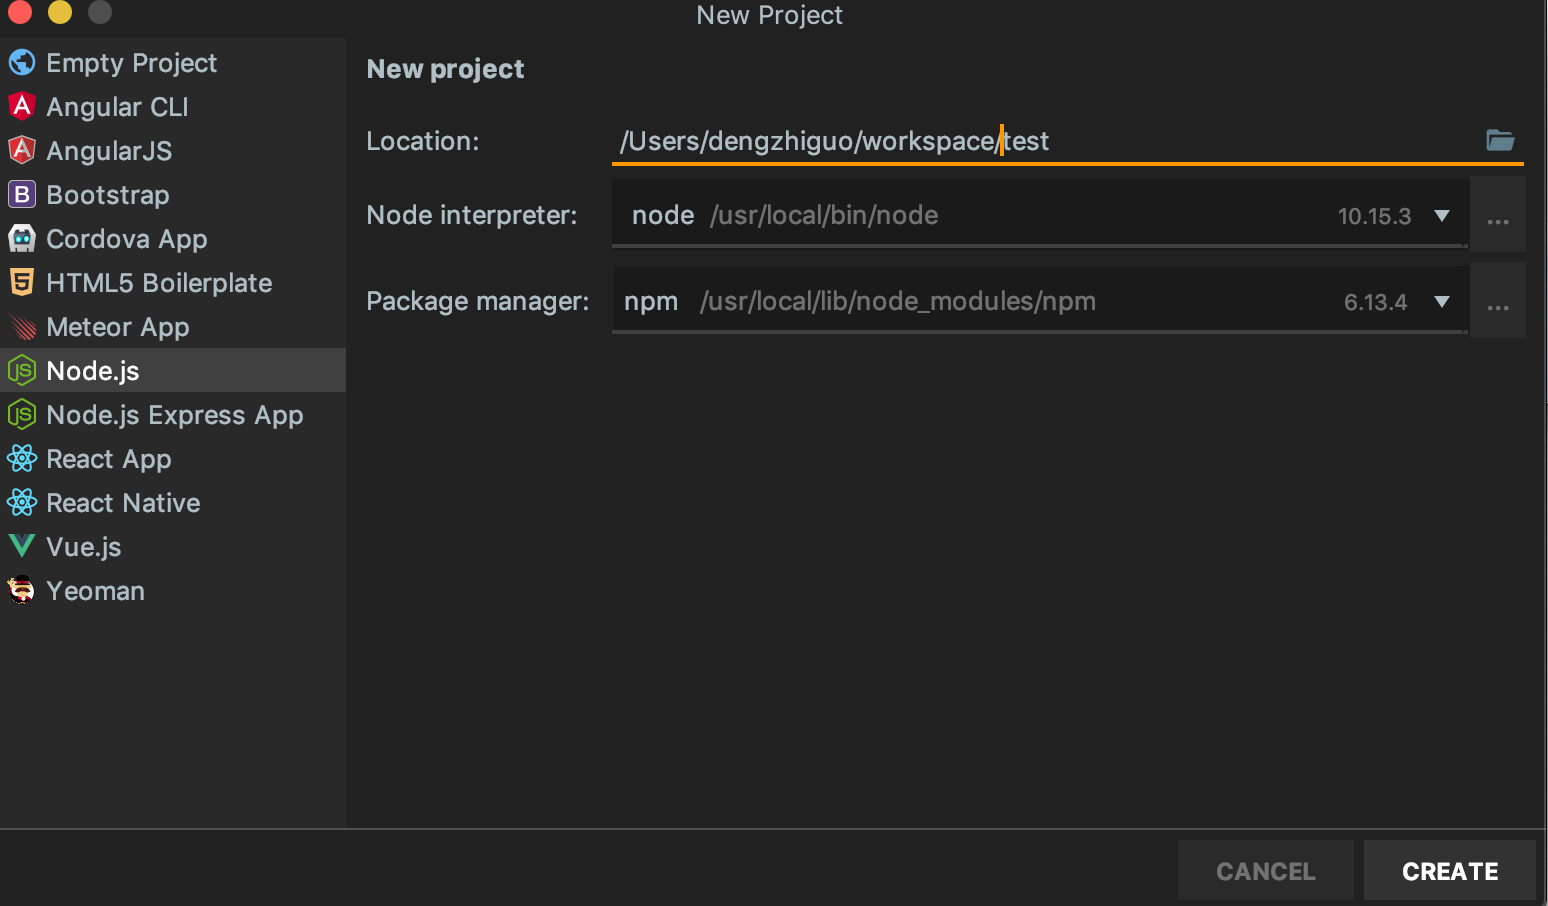 New Project
Empty Project
Angular CLI
AngularJS
Bootstrap
Cordova App
HTML5 Boilerplate
Meteor App
Node.js
Node.js Express App
React App
React Native
Vue.js
Yeoman
New project
Location: /Users/dengzhiguo/workspace/test
Node interpreter: node /usr/local/bin/node 10.15.3 ...
Package manager: npm /usr/local/lib/node_modules/npm 6.13.4 ...
CANCEL CREATE